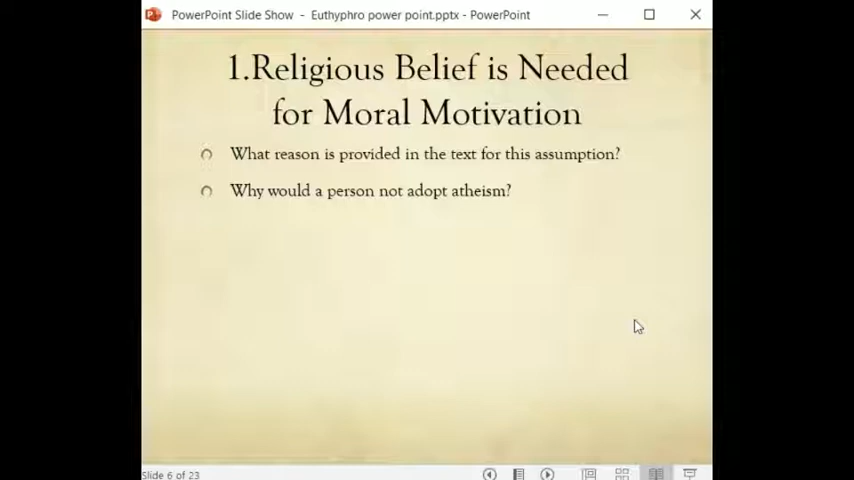 PowerPoint Slide Show - Euthyphro power point.pptx - PowerPoint
1.Religious Belief is Needed
for Moral Motivation
What reason is provided in the text for this assumption?
Why would a person not adopt atheism?
Slide 6 of 23